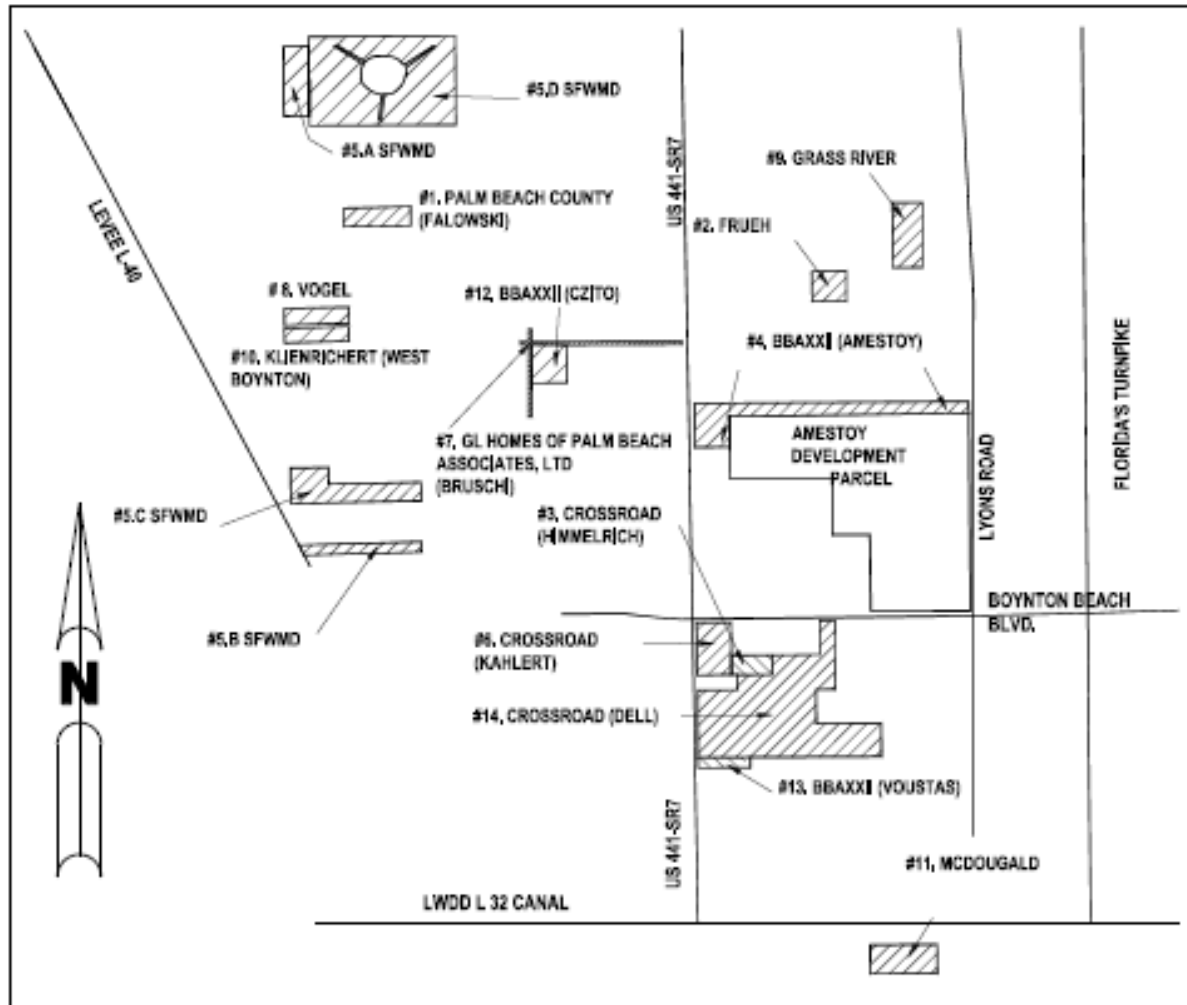 #5,D SFWMD
#5.A SFWMD
US 441-SR7
#9. GRASS RIVER
#1. PALM BEACH COUNTY
(FALOWSKI)
#2. FRUEH
LEVEE L-40
# 8. VOGEL
#12, BBAXXII (CZITO)
#4, BBAXXII (AMESTOY)
#10. KLIENRICHERT (WEST
BOYNTON)
FLORIDA'S TURNPIKE
#7, GL HOMES OF PALM BEACH
ASSOCIATES, LTD
(BRUSCHI)
AMESTOY
DEVELOPMENT
PARCEL
#5.C SFWMD
#3, CROSSROAD
(HIMMELRICH)
LYONS ROAD
BOYNTON BEACH
BLVD.
#5,B SFWMD
#6. CROSSROAD
(KAHLERT)
N
#14, CROSSROAD (DELL)
#13. BBAXXII (VOUSTAS)
US 441-SR7
#11, MCDOUGALD
LWDD L 32 CANAL